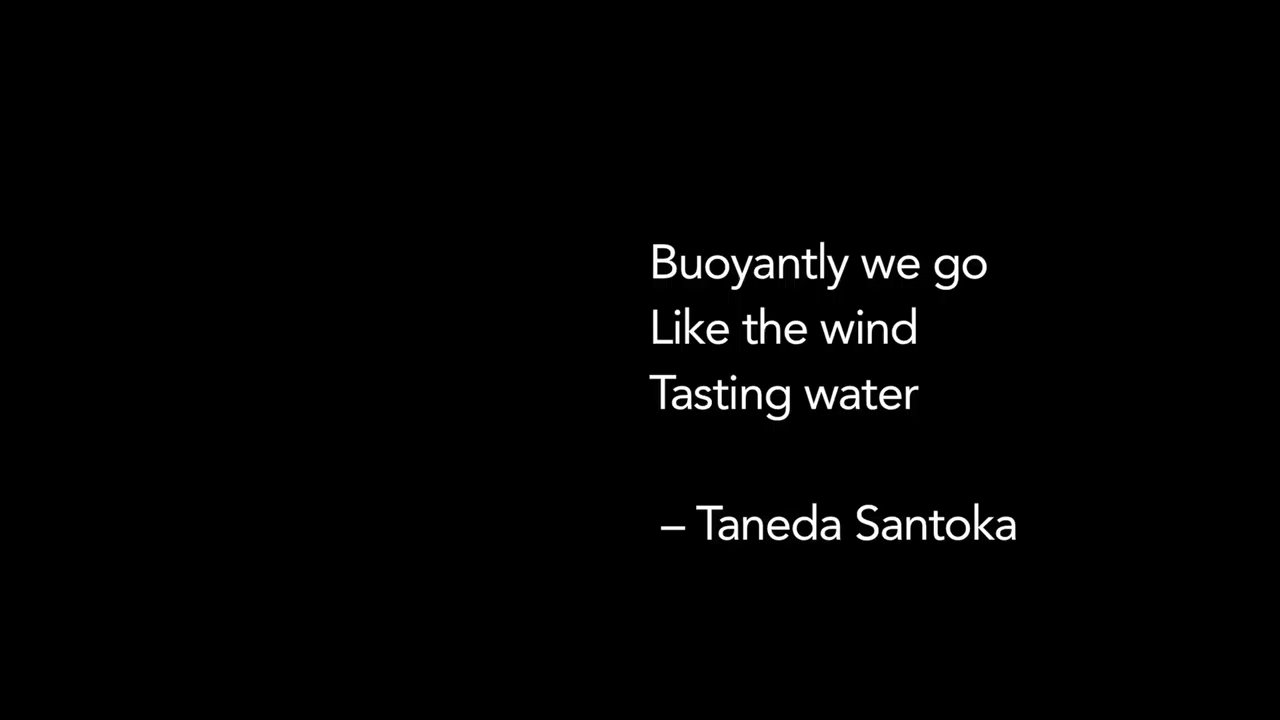 Buoyantly we go
Like the wind
Tasting water
– Taneda Santoka